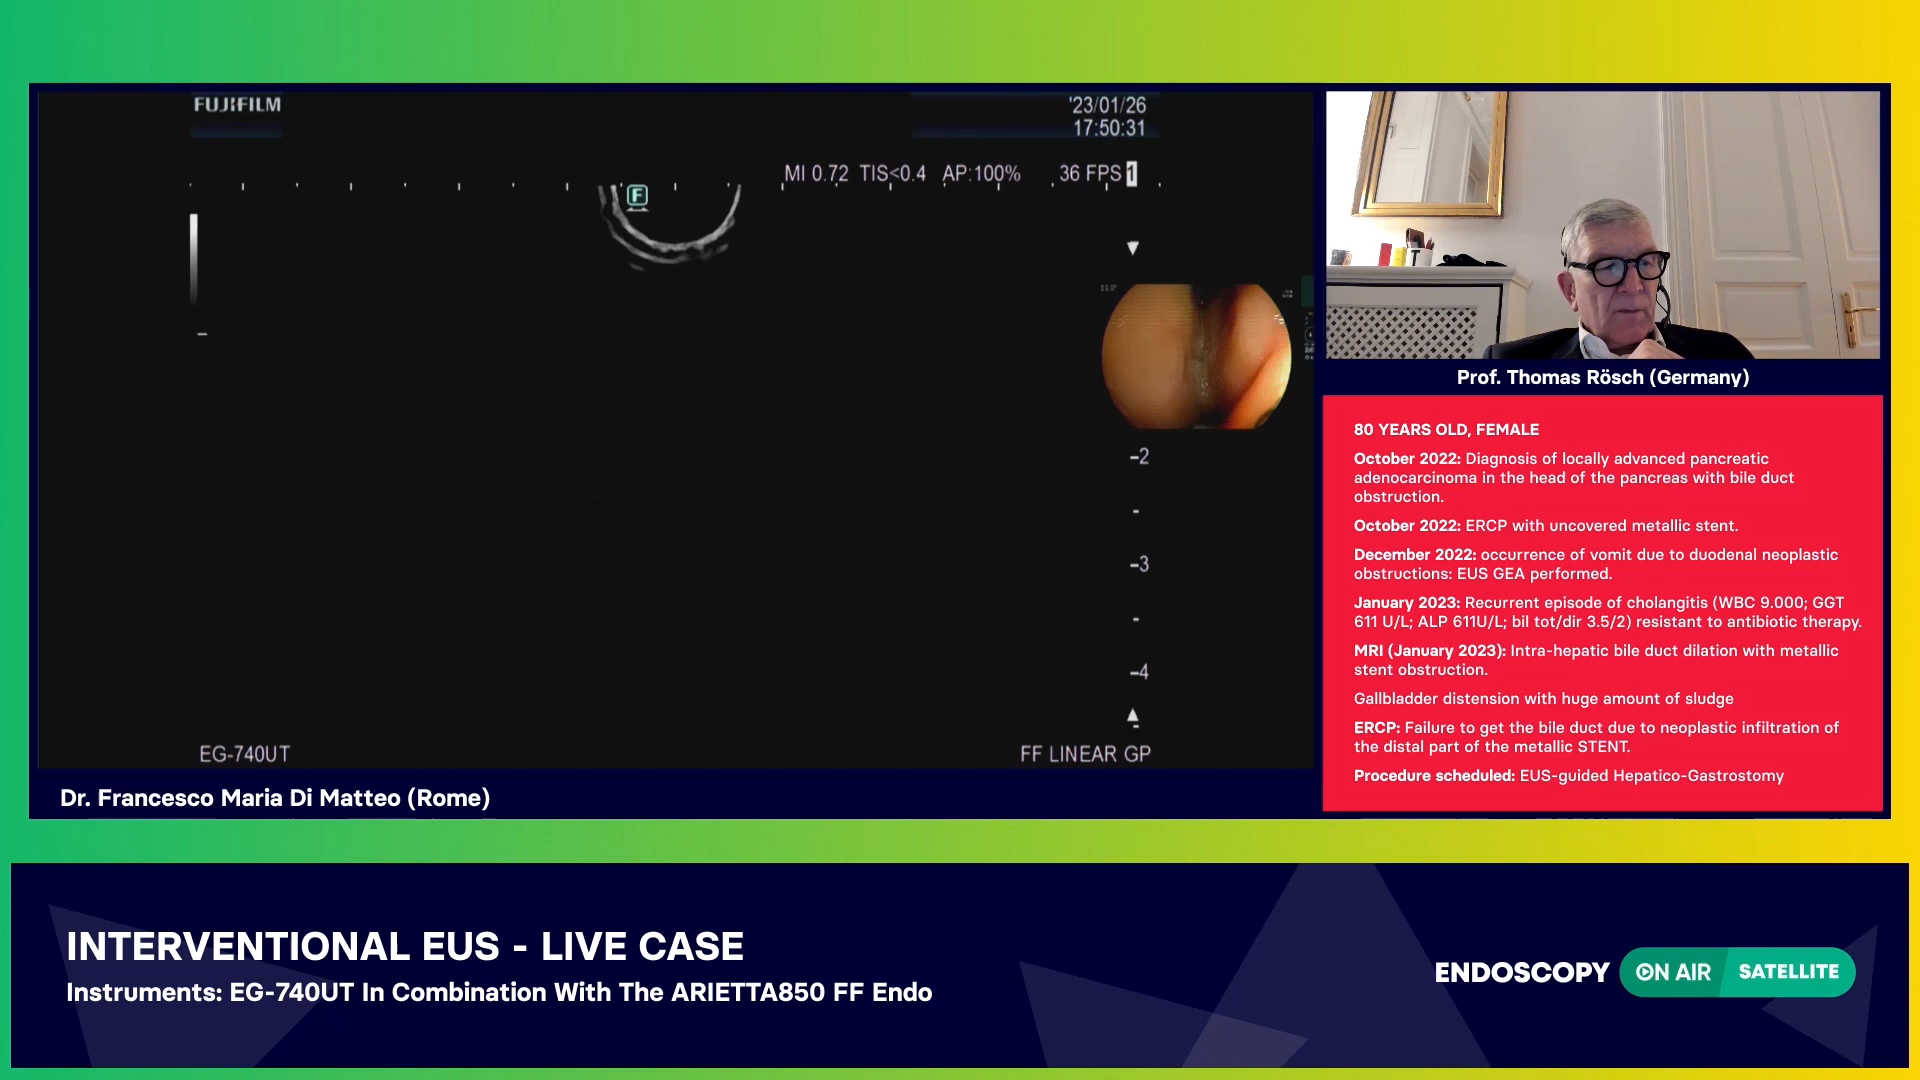 FUJIFILM
'23/01/26
17:50:31
MI 0.72 TIS<0.4 AP:100% 36 FPS 1
F
-2
-3
-4
EG-740UT
FF LINEAR GP
Dr. Francesco Maria Di Matteo (Rome)
Prof. Thomas Rösch (Germany)
80 YEARS OLD, FEMALE
October 2022: Diagnosis of locally advanced pancreatic
adenocarcinoma in the head of the pancreas with bile duct
obstruction.
October 2022: ERCP with uncovered metallic stent.
December 2022: occurrence of vomit due to duodenal neoplastic
obstructions: EUS GEA performed.
January 2023: Recurrent episode of cholangitis (WBC 9.000; GGT
611 U/L; ALP 611U/L; bil tot/dir 3.5/2) resistant to antibiotic therapy.
MRI (January 2023): Intra-hepatic bile duct dilation with metallic
stent obstruction.
Gallbladder distension with huge amount of sludge
ERCP: Failure to get the bile duct due to neoplastic infiltration of
the distal part of the metallic STENT.
Procedure scheduled: EUS-guided Hepatico-Gastrostomy
INTERVENTIONAL EUS - LIVE CASE
Instruments: EG-740UT In Combination With The ARIETTA850 FF Endo
ENDOSCOPY ON AIR SATELLITE